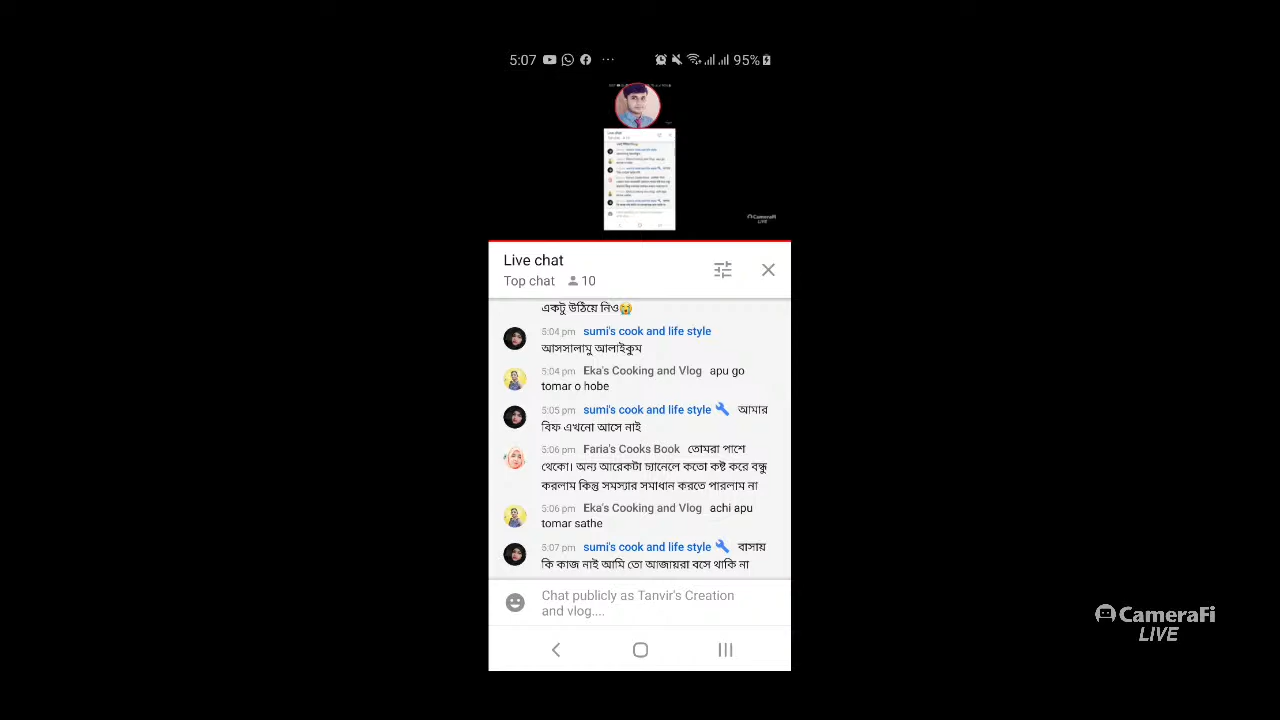 5:07 ... 95%
Live chat
Top chat 10
একটু উঠিয়ে নিও😭
5:04 pm sumi's cook and life style
আসসালামু আলাইকুম
5:04 pm Eka's Cooking and Vlog apu go
tomar o hobe
5:05 pm sumi's cook and life style আমার
বিফ এখনো আসে নাই
5:06 pm Faria's Cooks Book তোমরা পাশে
থেকো। অন্য আরেকটা চ্যানেলে কতো কষ্ট করে বন্ধু
করলাম কিন্তু সমস্যার সমাধান করতে পারলাম না
5:06 pm Eka's Cooking and Vlog achi apu
tomar sathe
5:07 pm sumi's cook and life style বাসায়
কি কাজ নাই আমি তো আজায়রা বসে থাকি না
Chat publicly as Tanvir's Creation
and vlog....
CameraFi
LIVE
CameraFi
LIVE